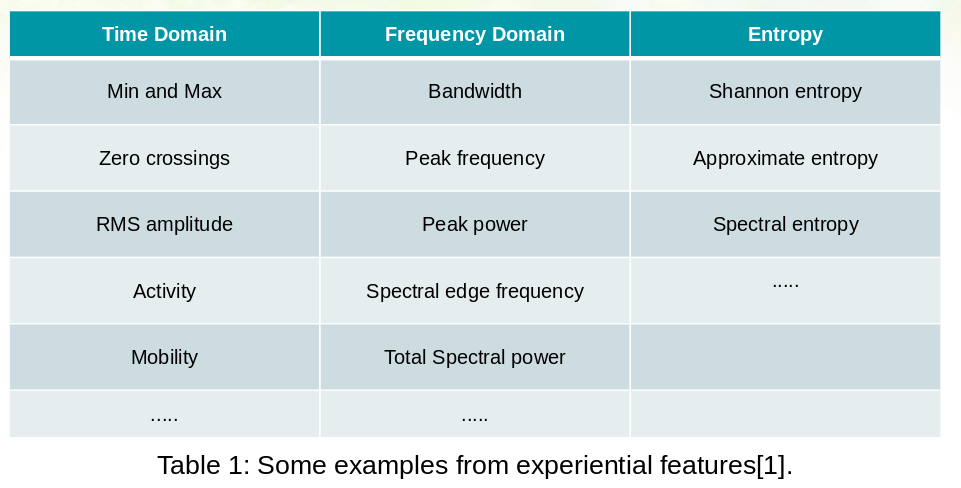 Time Domain Frequency Domain Entropy
Min and Max Bandwidth Shannon entropy
Zero crossings Peak frequency Approximate entropy
RMS amplitude Peak power Spectral entropy
Activity Spectral edge frequency .....
Mobility Total Spectral power
..... .....
Table 1: Some examples from experiential features[1].